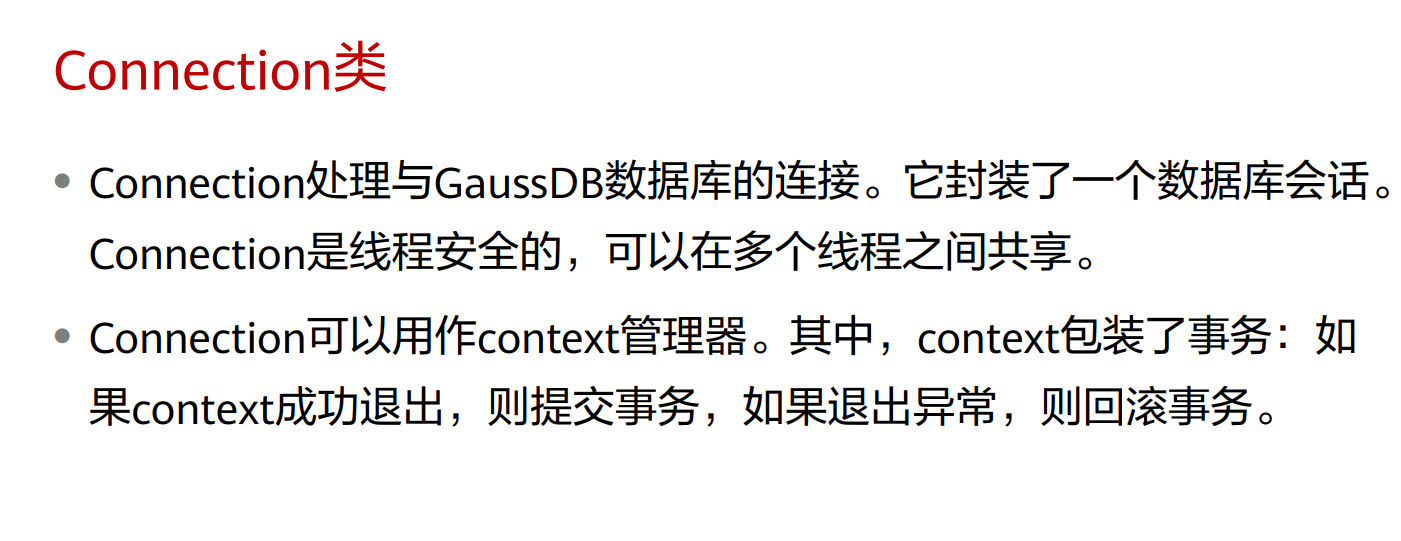 Connection类
• Connection处理与GaussDB数据库的连接。它封装了一个数据库会话。
Connection是线程安全的，可以在多个线程之间共享。
• Connection可以用作context管理器。其中，context包装了事务：如
果context成功退出，则提交事务，如果退出异常，则回滚事务。